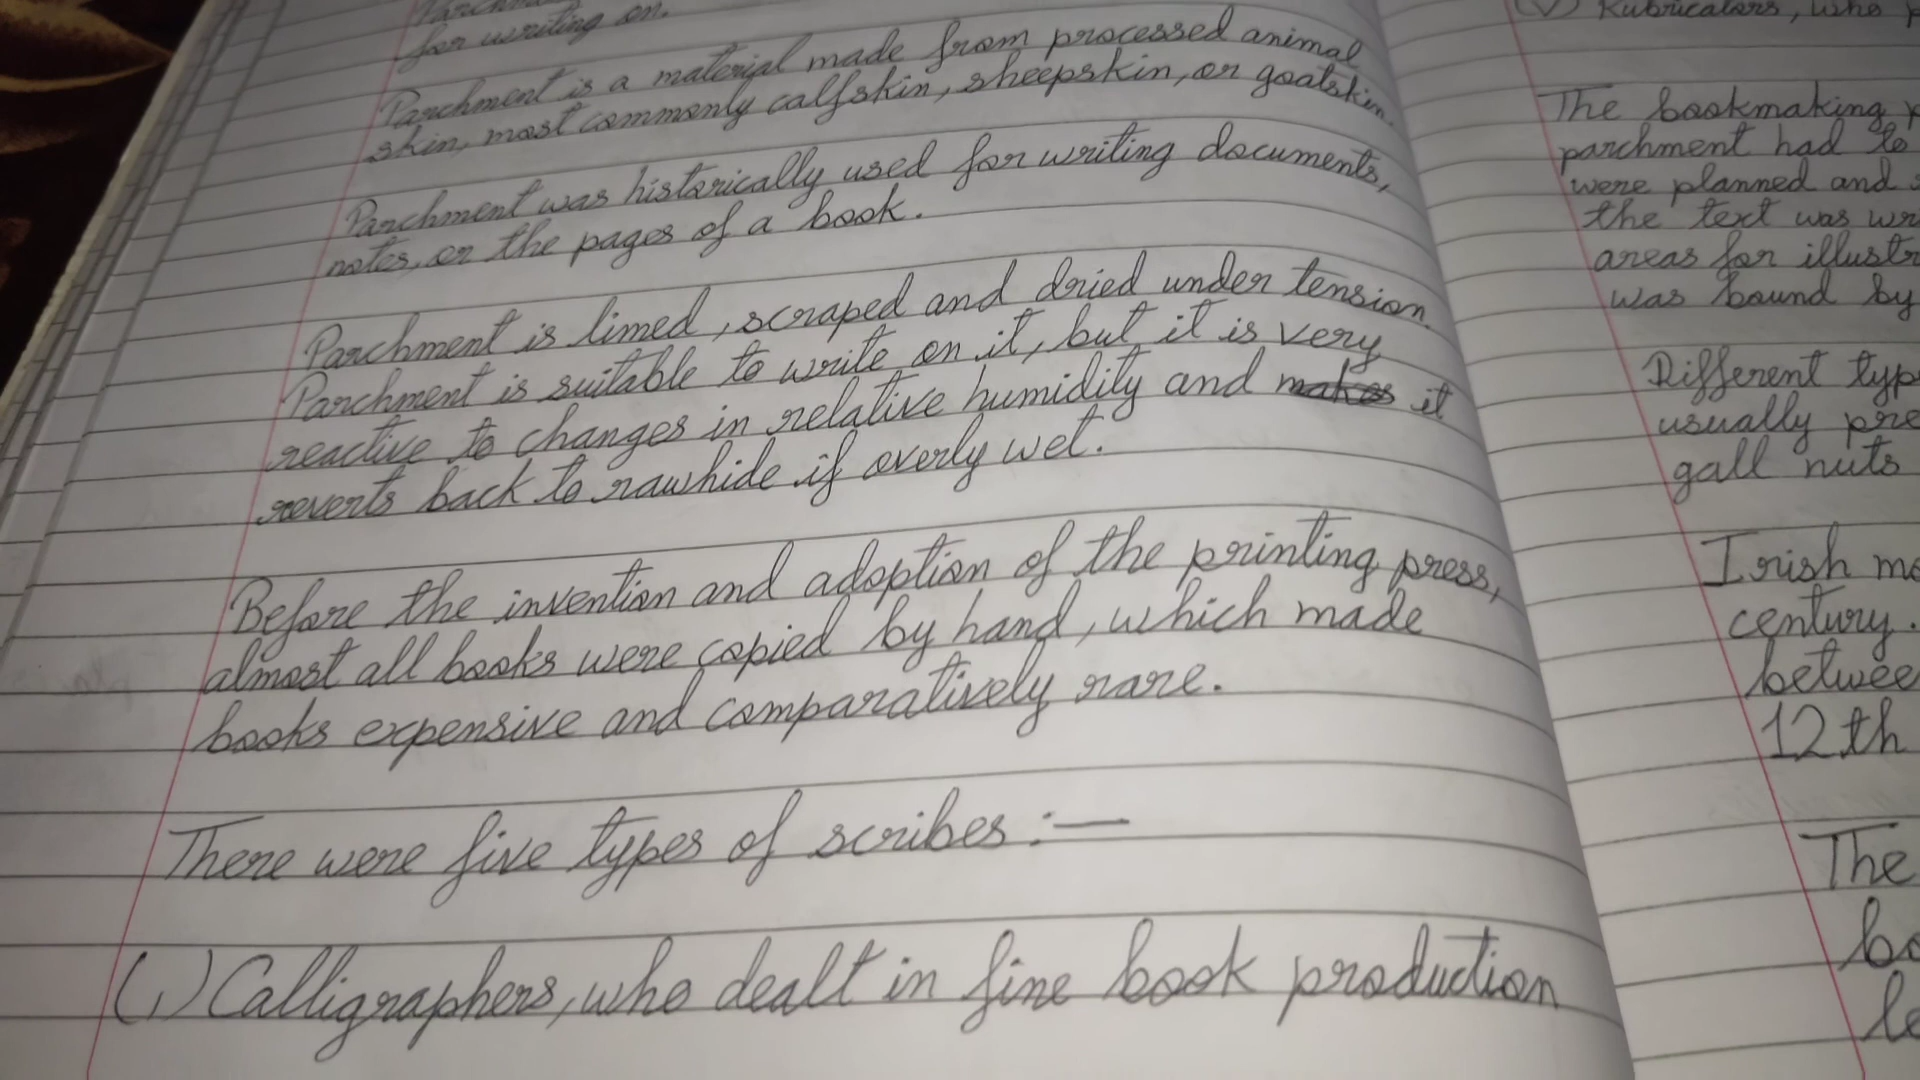 for writing on.
Parchment is a material made from processed animal
skin, most commonly calfskin, sheepskin, or goatskin.
Parchment was historically used for writing documents,
notes, or the pages of a book.
Parchment is limed, scraped and dried under tension.
Parchment is suitable to write on it, but it is very
reactive to changes in relative humidity and makes it
reverts back to rawhide if overly wet.
Before the invention and adoption of the printing press,
almost all books were copied by hand, which made
books expensive and comparatively rare.
There were five types of scribes :—
(1) Calligraphers, who dealt in fine book production
(V) Rubricators, who
The bookmaking
parchment had to
were planned and
the text was
areas for
was bound by
Different
usually
gall nuts
Irish
century.
12th
The